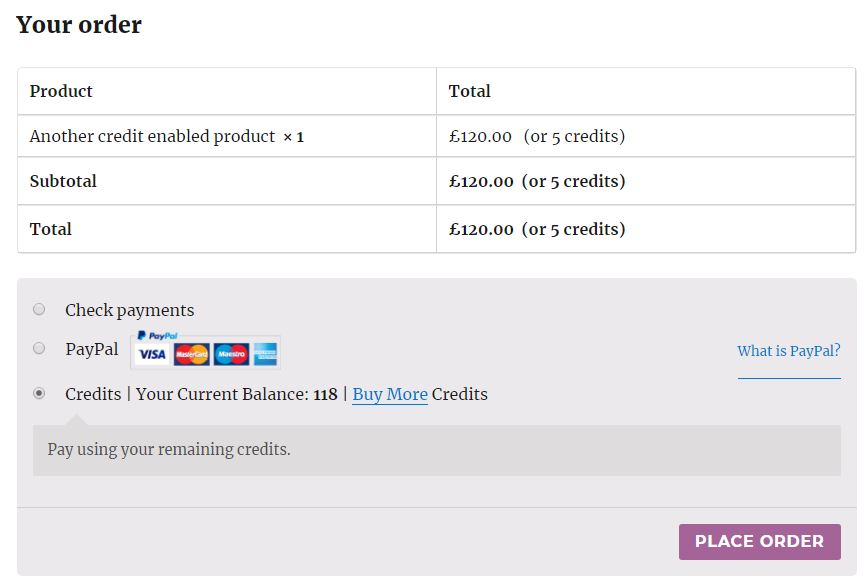 Your order
Product Total
Another credit enabled product × 1 £120.00 (or 5 credits)
Subtotal £120.00 (or 5 credits)
Total £120.00 (or 5 credits)
Check payments
PayPal PayPal VISA MasterCard Maestro What is PayPal?
Credits | Your Current Balance: 118 | Buy More Credits
Pay using your remaining credits.
PLACE ORDER